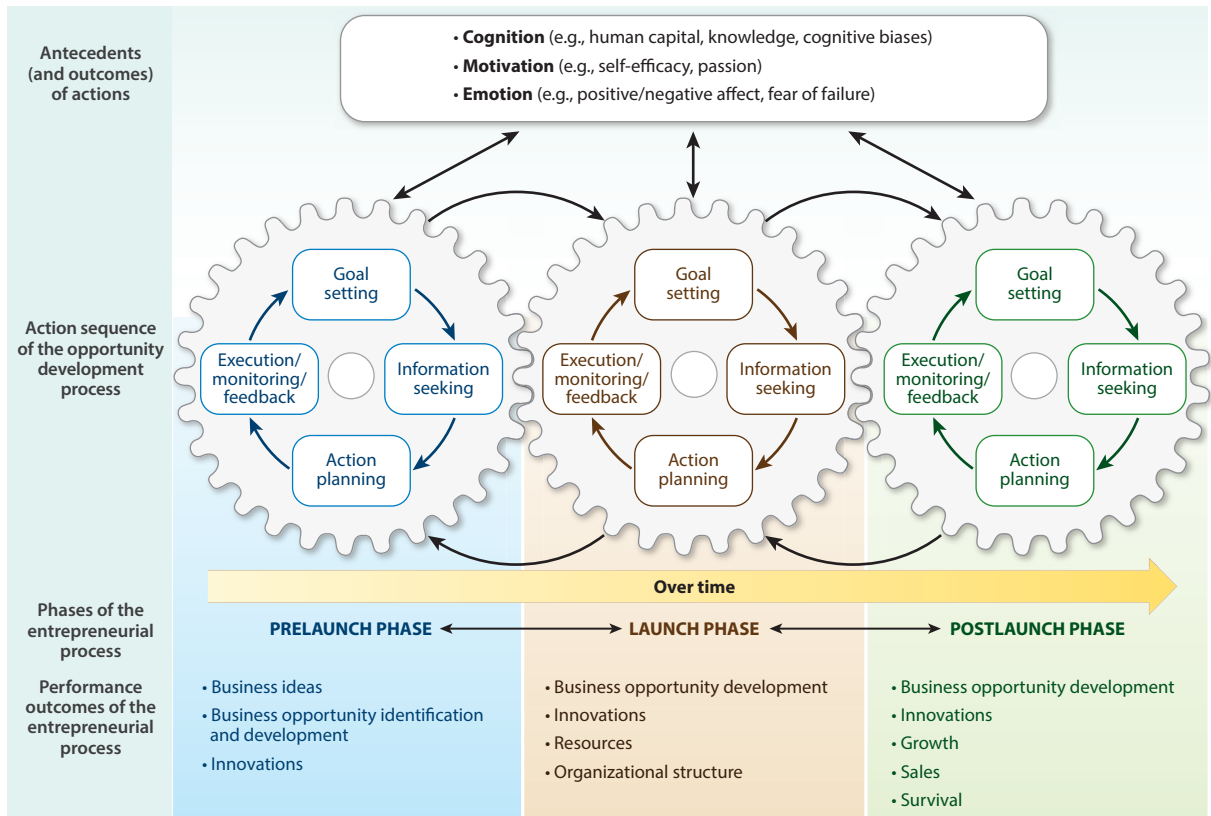 Antecedents
(and outcomes)
of actions
• Cognition (e.g., human capital, knowledge, cognitive biases)
• Motivation (e.g., self-efficacy, passion)
• Emotion (e.g., positive/negative affect, fear of failure)
Action sequence
of the opportunity
development
process
Goal
setting
Information
seeking
Action
planning
Execution/
monitoring/
feedback
Goal
setting
Information
seeking
Action
planning
Execution/
monitoring/
feedback
Goal
setting
Information
seeking
Action
planning
Execution/
monitoring/
feedback
Over time
Phases of the
entrepreneurial
process
PRELAUNCH PHASE
LAUNCH PHASE
POSTLAUNCH PHASE
Performance
outcomes of the
entrepreneurial
process
• Business ideas
• Business opportunity identification
and development
• Innovations
• Business opportunity development
• Innovations
• Resources
• Organizational structure
• Business opportunity development
• Innovations
• Growth
• Sales
• Survival